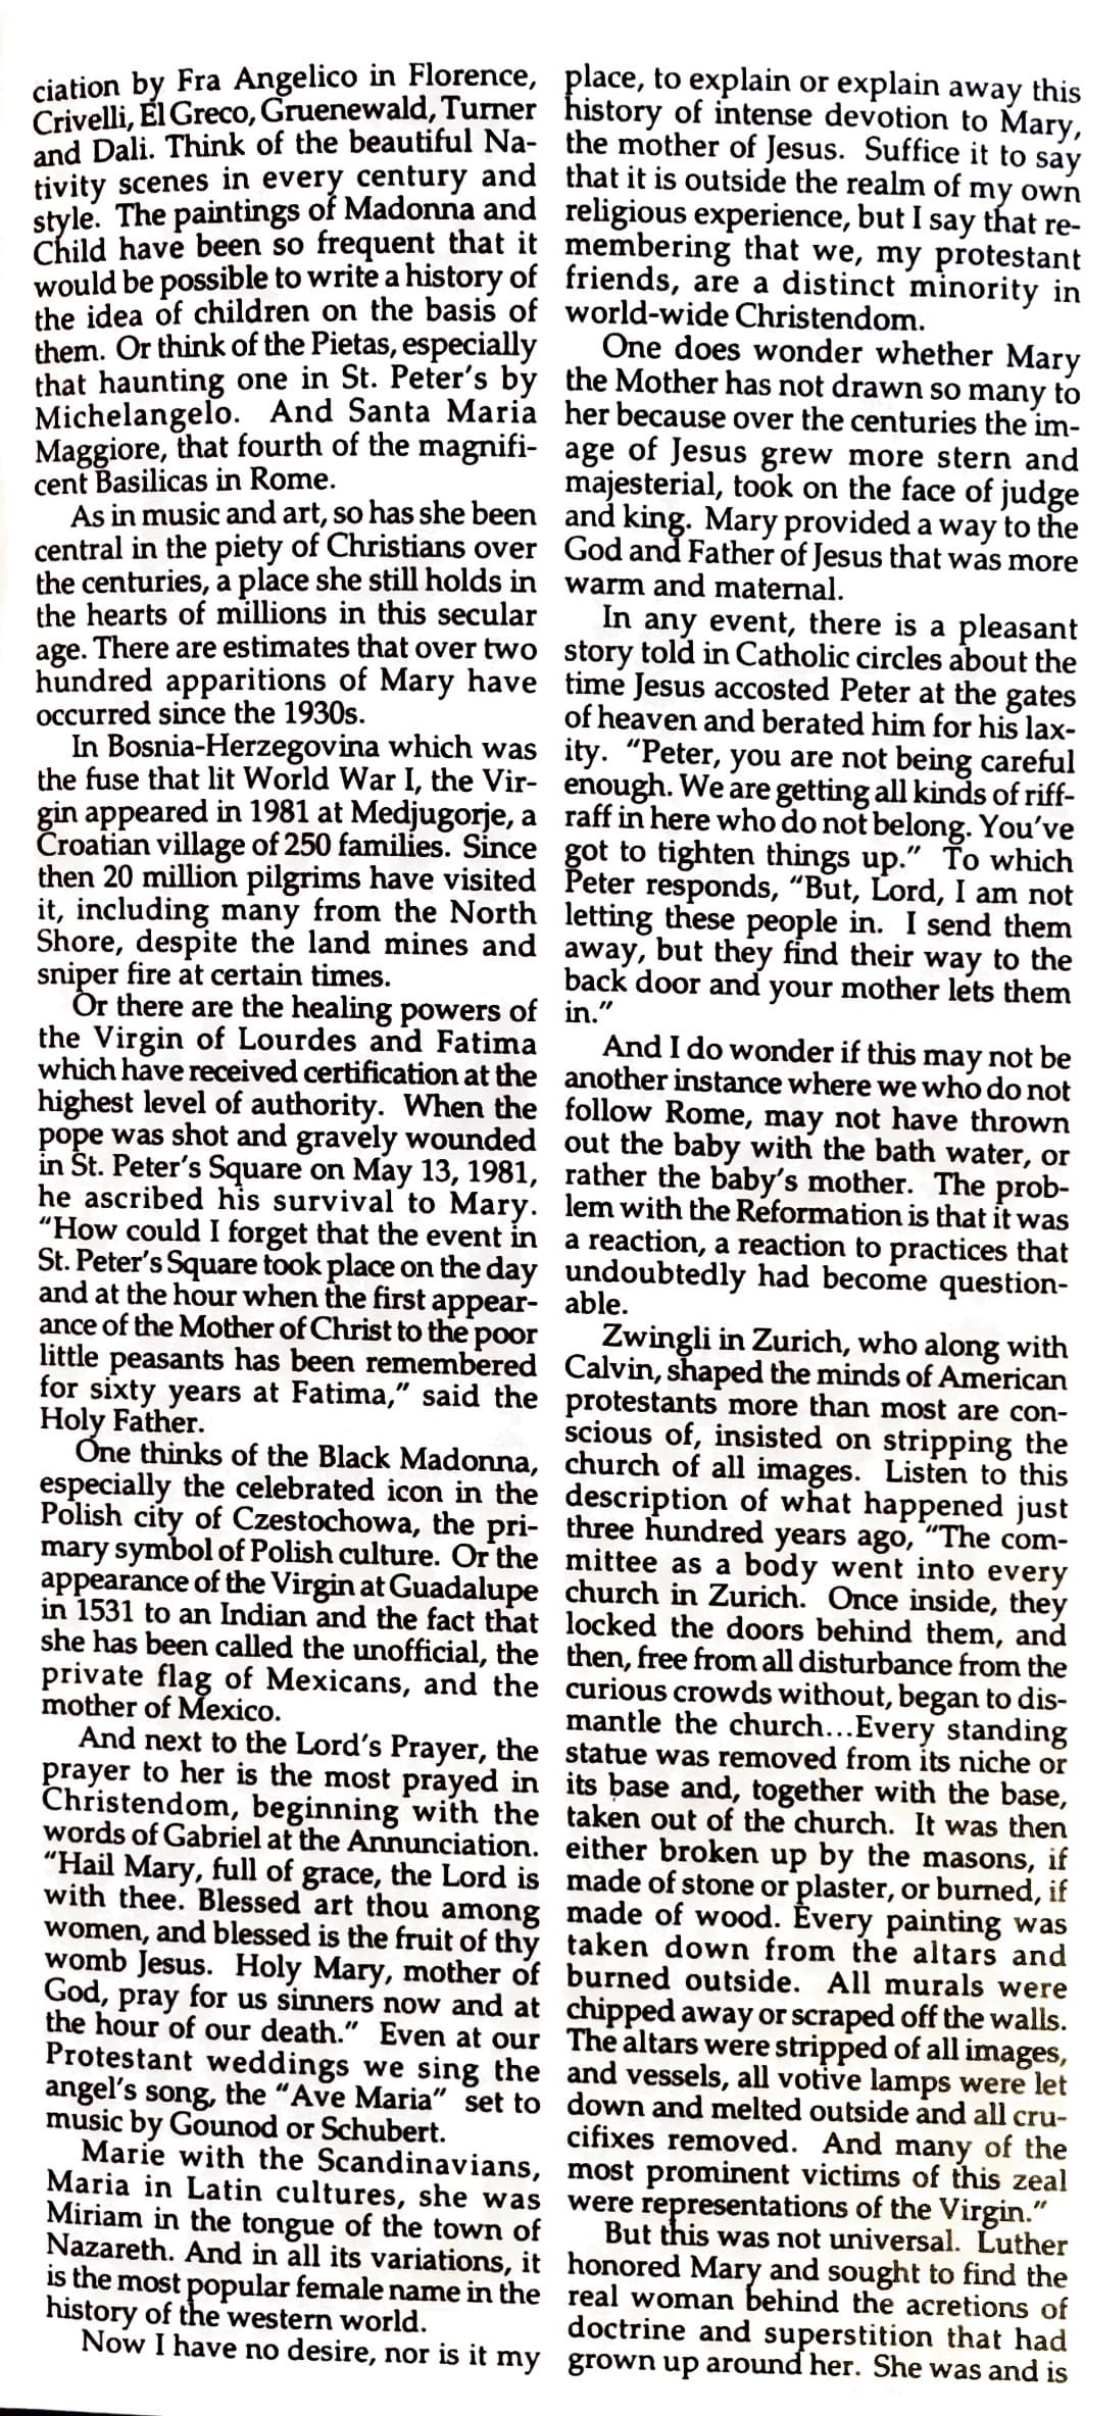 ciation by Fra Angelico in Florence,
Crivelli, El Greco, Gruenewald, Turner
and Dali. Think of the beautiful Na-
tivity scenes in every century and
style. The paintings of Madonna and
Child have been so frequent that it
would be possible to write a history of
the idea of children on the basis of
them. Or think of the Pietas, especially
that haunting one in St. Peter's by
Michelangelo. And Santa Maria
Maggiore, that fourth of the magnifi-
cent Basilicas in Rome.
As in music and art, so has she been
central in the piety of Christians over
the centuries, a place she still holds in
the hearts of millions in this secular
age. There are estimates that over two
hundred apparitions of Mary have
occurred since the 1930s.
In Bosnia-Herzegovina which was
the fuse that lit World War I, the Vir-
gin appeared in 1981 at Medjugorje, a
Croatian village of 250 families. Since
then 20 million pilgrims have visited
it, including many from the North
Shore, despite the land mines and
sniper fire at certain times.
Or there are the healing powers of
the Virgin of Lourdes and Fatima
which have received certification at the
highest level of authority. When the
pope was shot and gravely wounded
in St. Peter's Square on May 13, 1981,
he ascribed his survival to Mary.
"How could I forget that the event in
St. Peter's Square took place on the day
and at the hour when the first appear-
ance of the Mother of Christ to the poor
little peasants has been remembered
for sixty years at Fatima," said the
Holy Father.
One thinks of the Black Madonna,
especially the celebrated icon in the
Polish city of Czestochowa, the pri-
mary symbol of Polish culture. Or the
appearance of the Virgin at Guadalupe
in 1531 to an Indian and the fact that
she has been called the unofficial, the
private flag of Mexicans, and the
mother of Mexico.
And next to the Lord's Prayer, the
prayer to her is the most prayed in
Christendom, beginning with the
words of Gabriel at the Annunciation.
"Hail Mary, full of grace, the Lord is
with thee. Blessed art thou among
women, and blessed is the fruit of thy
womb Jesus. Holy Mary, mother of
God, pray for us sinners now and at
the hour of our death." Even at our
Protestant weddings we sing the
angel's song, the "Ave Maria" set to
music by Gounod or Schubert.
Marie with the Scandinavians,
Maria in Latin cultures, she was
Miriam in the tongue of the town of
Nazareth. And in all its variations, it
is the most popular female name in the
history of the western world.
Now I have no desire, nor is it my
place, to explain or explain away this
history of intense devotion to Mary,
the mother of Jesus. Suffice it to say
that it is outside the realm of my own
religious experience, but I say that re-
membering that we, my protestant
friends, are a distinct minority in
world-wide Christendom.
One does wonder whether Mary
the Mother has not drawn so many to
her because over the centuries the im-
age of Jesus grew more stern and
majesterial, took on the face of judge
and king. Mary provided a way to the
God and Father of Jesus that was more
warm and maternal.
In any event, there is a pleasant
story told in Catholic circles about the
time Jesus accosted Peter at the gates
of heaven and berated him for his lax-
ity. "Peter, you are not being careful
enough. We are getting all kinds of riff-
raff in here who do not belong. You've
got to tighten things up." To which
Peter responds, "But, Lord, I am not
letting these people in. I send them
away, but they find their way to the
back door and your mother lets them
in."
And I do wonder if this may not be
another instance where we who do not
follow Rome, may not have thrown
out the baby with the bath water, or
rather the baby's mother. The prob-
lem with the Reformation is that it was
a reaction, a reaction to practices that
undoubtedly had become question-
able.
Zwingli in Zurich, who along with
Calvin, shaped the minds of American
protestants more than most are con-
scious of, insisted on stripping the
church of all images. Listen to this
description of what happened just
three hundred years ago, "The com-
mittee as a body went into every
church in Zurich. Once inside, they
locked the doors behind them, and
then, free from all disturbance from the
curious crowds without, began to dis-
mantle the church...Every standing
statue was removed from its niche or
its base and, together with the base,
taken out of the church. It was then
either broken up by the masons, if
made of stone or plaster, or burned, if
made of wood. Every painting was
taken down from the altars and
burned outside. All murals were
chipped away or scraped off the walls.
The altars were stripped of all images,
and vessels, all votive lamps were let
down and melted outside and all cru-
cifixes removed. And many of the
most prominent victims of this zeal
were representations of the Virgin."
But this was not universal. Luther
honored Mary and sought to find the
real woman behind the acretions of
doctrine and superstition that had
grown up around her. She was and is